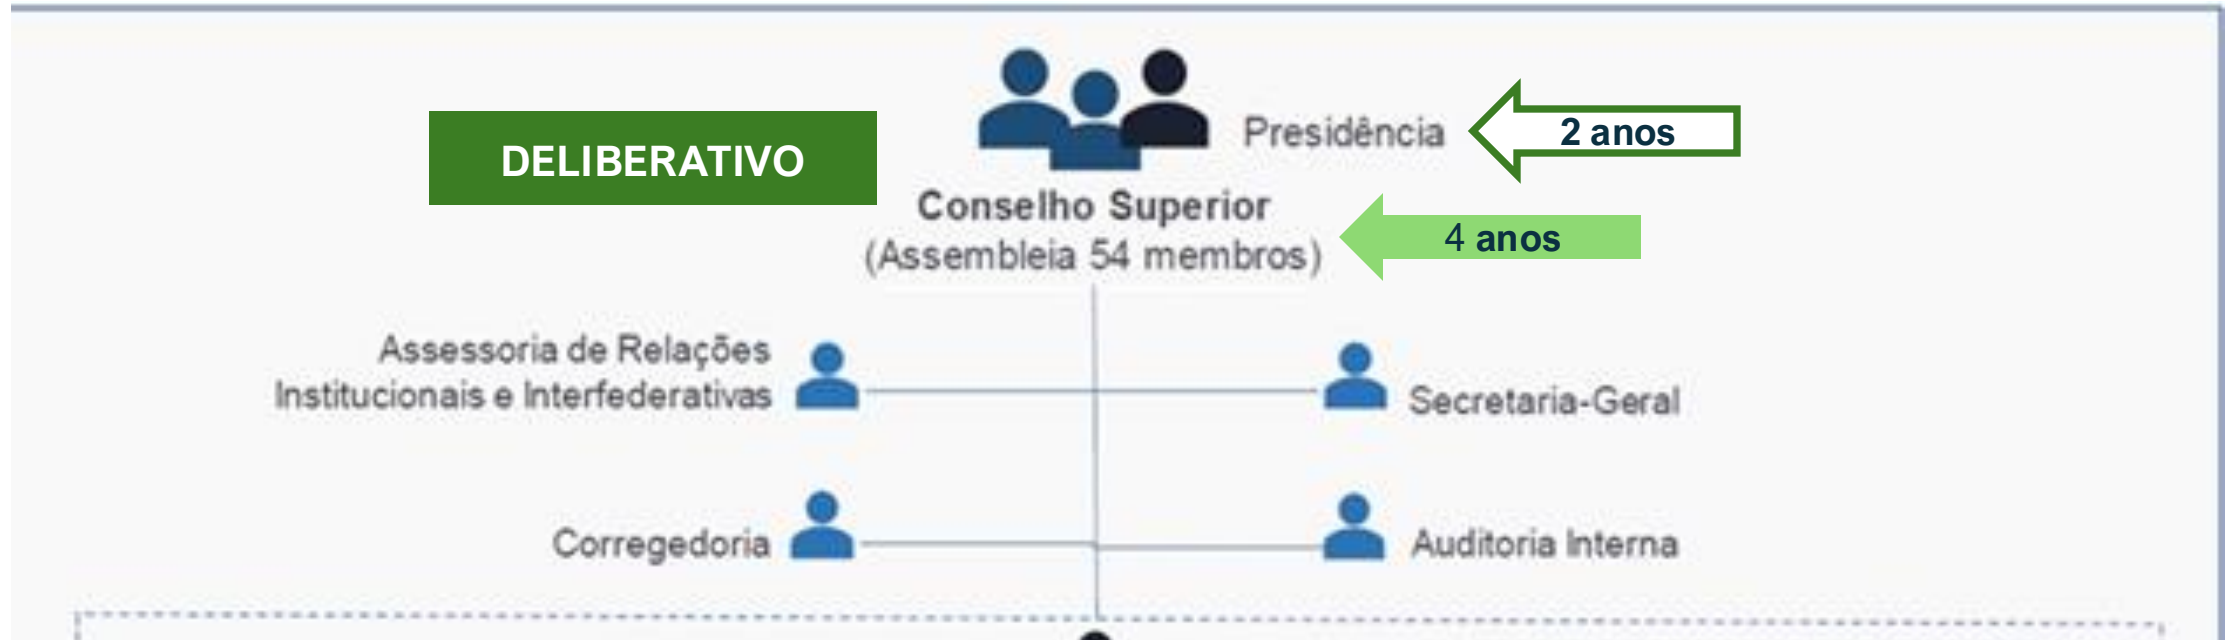 DELIBERATIVO
Presidência
2 anos
Conselho Superior
(Assembleia 54 membros)
4 anos
Assessoria de Relações
Institucionais e Interfederativas
Secretaria-Geral
Corregedoria
Auditoria Interna